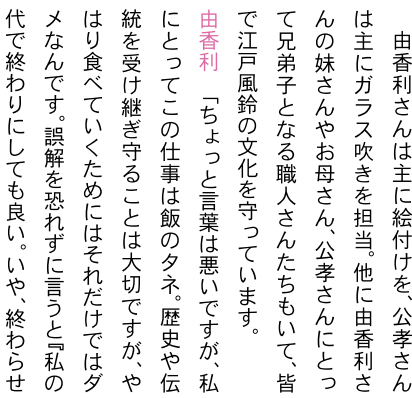 由香利さんは主に絵付けを、公孝さん
は主にガラス吹きを担当。他に由香利さ
んの妹さんやお母さん、公孝さんにとっ
て兄弟子となる職人さんたちもいて、皆
で江戸風鈴の文化を守っています。
由香利　「ちょっと言葉は悪いですが、私
にとってこの仕事は飯のタネ。歴史や伝
統を受け継ぎ守ることは大切ですが、や
はり食べていくためにはそれだけではダ
メなんです。誤解を恐れずに言うと『私の
代で終わりにしても良い。いや、終わらせ